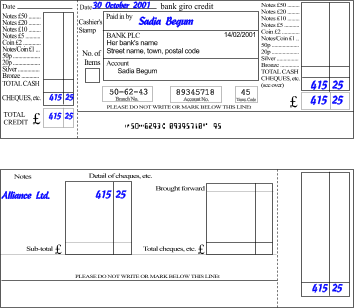 Date
Notes £50
Notes £20
Notes £10
Notes £5
Coin £2
Notes/Coin £1
50p
20p
Silver
Bronze
TOTAL CASH
CHEQUES, etc. 415 25
TOTAL CREDIT £ 415 25
Date 30 October 2001 bank giro credit
Cashier's Stamp
Paid in by
Sadia Begum
BANK PLC 14/02/2001
Her bank's name
Street name, town, postal code
No. of Items
Account
Sadia Begum
50-62-43 89345718 45
Branch No. Account No. Trans Code
PLEASE DO NOT WRITE OR MARK BELOW THIS LINE
Notes £50
Notes £20
Notes £10
Notes £5
Coin £2
Notes/Coin £1
50p
20p
Silver
Bronze
TOTAL CASH
CHEQUES, etc. 415 25
(see over)
£ 415 25
Notes Detail of cheques, etc.
Alliance Ltd. 415 25
Brought forward
Sub-total £ Total cheques, etc. £
PLEASE DO NOT WRITE OR MARK BELOW THIS LINE
415 25